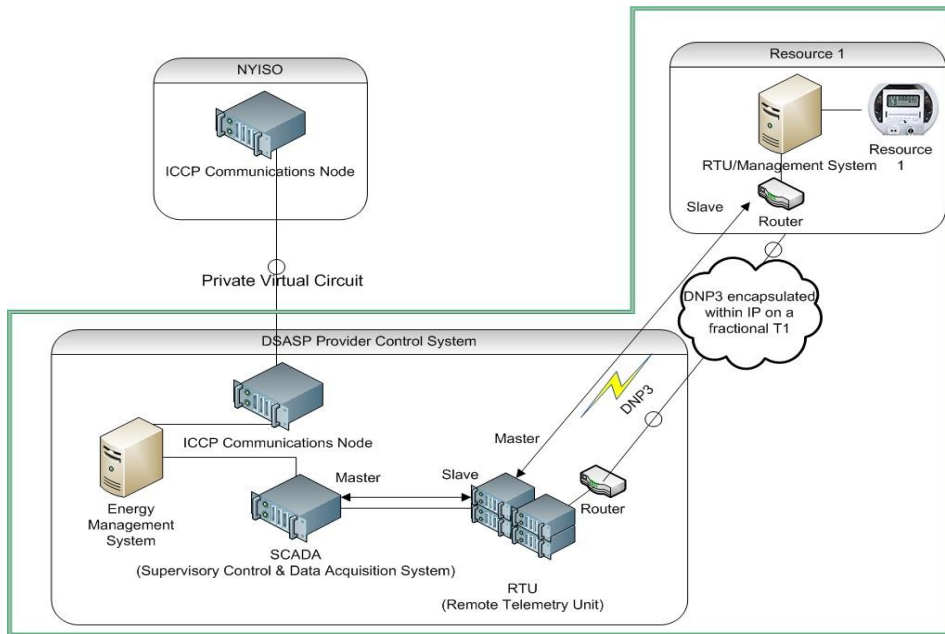 NYISO
ICCP Communications Node
Private Virtual Circuit
Resource 1
RTU/Management System
Resource
1
Slave
Router
DNP3 encapsulated
within IP on a
fractional T1
DNP3
Master
DSASP Provider Control System
ICCP Communications Node
Energy
Management
System
Master
Slave
SCADA
(Supervisory Control & Data Acquisition System)
Router
RTU
(Remote Telemetry Unit)